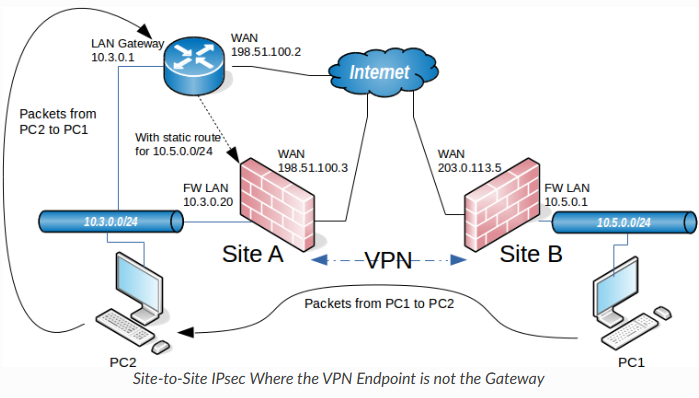 LAN Gateway
10.3.0.1
WAN
198.51.100.2
Internet
Packets from
PC2 to PC1
With static route
for 10.5.0.0/24
WAN
198.51.100.3
WAN
203.0.113.5
FW LAN
10.3.0.20
FW LAN
10.5.0.1
10.3.0.0/24
10.5.0.0/24
Site A
VPN
Site B
Packets from PC1 to PC2
PC2
PC1
Site-to-Site IPsec Where the VPN Endpoint is not the Gateway